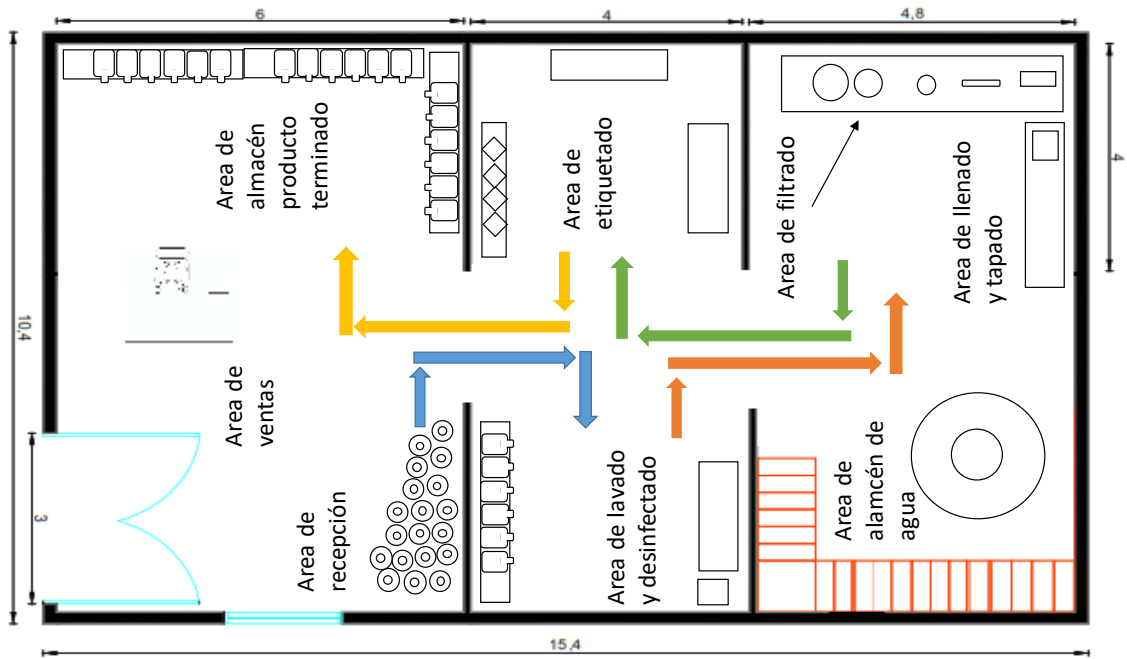 6
4
4,8
Area de
almacén
producto
terminado
Area de
etiquetado
Area de filtrado
Area de llenado
y tapado
4
10,4
Area de
ventas
3
Area de
recepción
Area de lavado
y desinfectado
Area de
alamcén de
agua
15,4